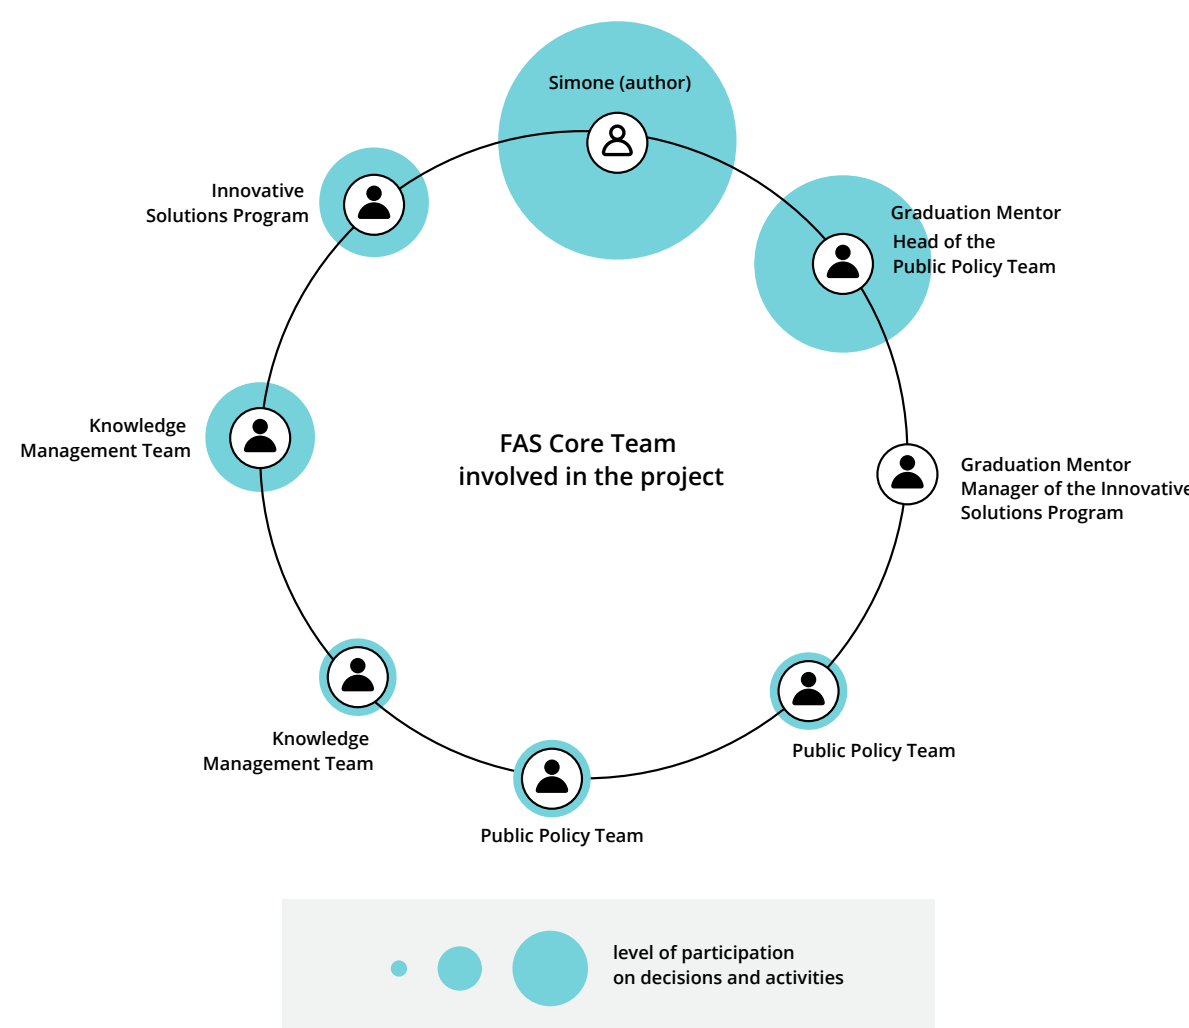 Simone (author)
Innovative
Solutions Program
Graduation Mentor
Head of the
Public Policy Team
Knowledge
Management Team
FAS Core Team
involved in the project
Graduation Mentor
Manager of the Innovative
Solutions Program
Knowledge
Management Team
Public Policy Team
Public Policy Team
level of participation
on decisions and activities